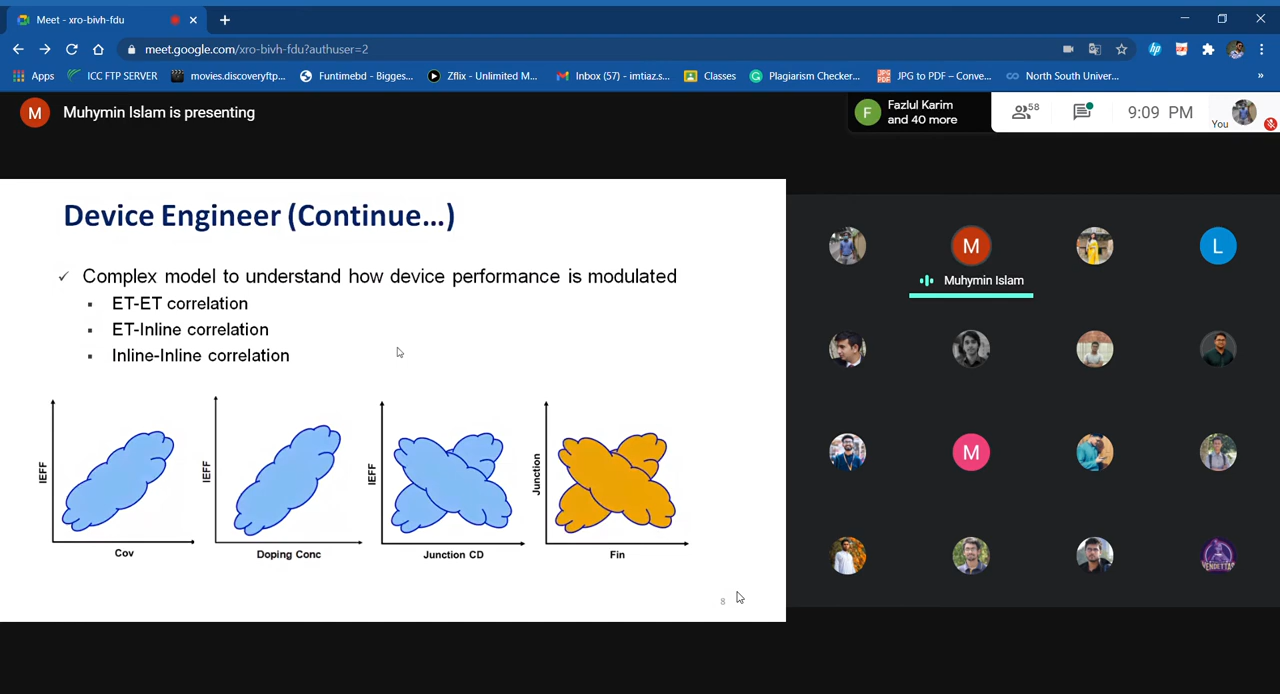 Meet - xro-bivh-fdu
meet.google.com/xro-bivh-fdu?authuser=2
Apps
ICC FTP SERVER
movies.discoveryftp...
Funtimebd - Bigges...
Zflix - Unlimited M...
Inbox (57) - imtiaz.s...
Classes
Plagiarism Checker...
JPG to PDF – Conve...
North South Univer...
»
M
Muhymin Islam is presenting
F
Fazlul Karim
and 40 more
58
9:09 PM
You
Device Engineer (Continue...)
✓ Complex model to understand how device performance is modulated
▪ ET-ET correlation
▪ ET-Inline correlation
▪ Inline-Inline correlation
IEFF
Cov
IEFF
Doping Conc
IEFF
Junction CD
Junction
Fin
8
M
L
Muhymin Islam
M
VENDETTA